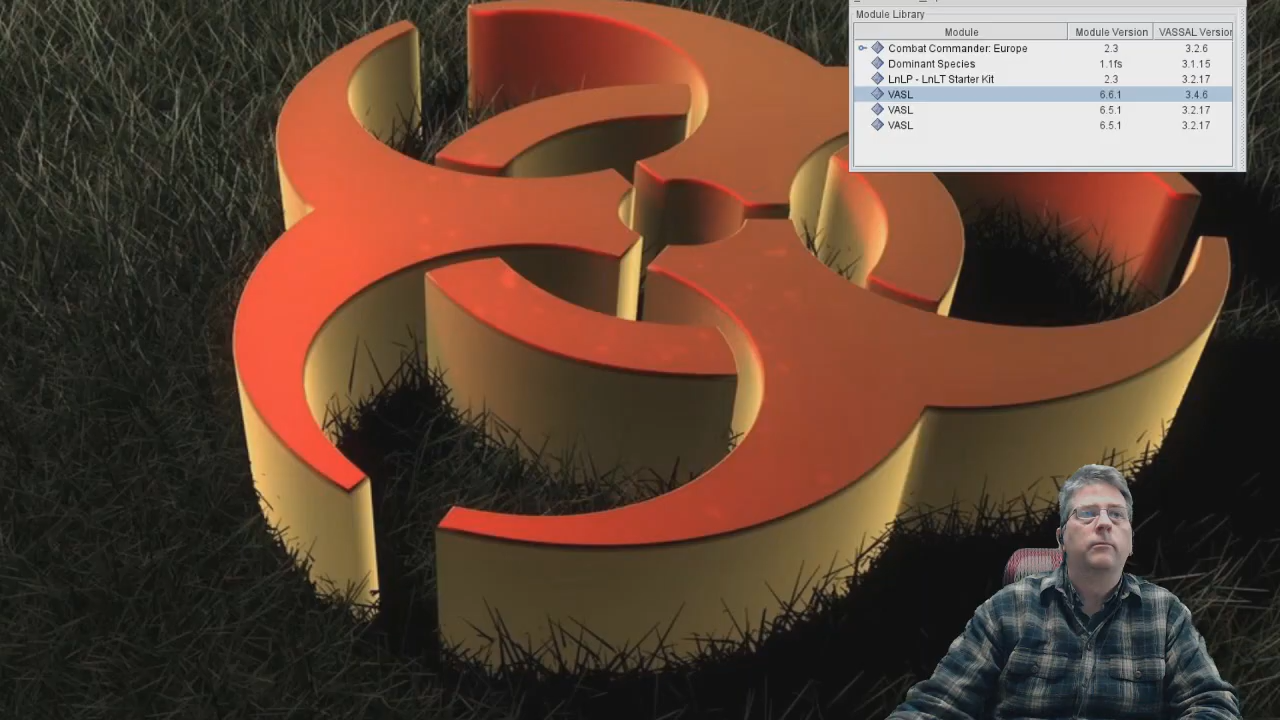 Module Library
Module Module Version VASSAL Version
Combat Commander: Europe 2.3 3.2.6
Dominant Species 1.1fs 3.1.15
LnLP - LnLT Starter Kit 2.3 3.2.17
VASL 6.6.1 3.4.6
VASL 6.5.1 3.2.17
VASL 6.5.1 3.2.17